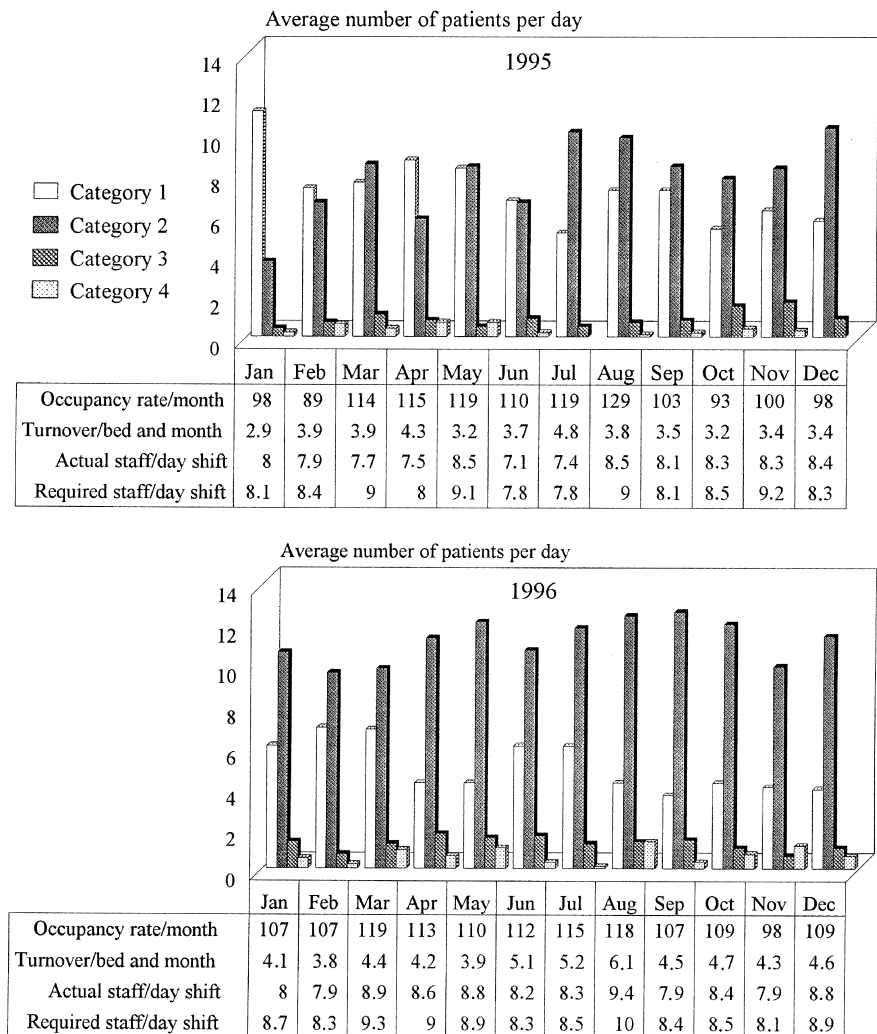 Average number of patients per day
1995
14
12
10
8
6
4
2
0
Category 1
Category 2
Category 3
Category 4
Jan Feb Mar Apr May Jun Jul Aug Sep Oct Nov Dec
Occupancy rate/month 98 89 114 115 119 110 119 129 103 93 100 98
Turnover/bed and month 2.9 3.9 3.9 4.3 3.2 3.7 4.8 3.8 3.5 3.2 3.4 3.4
Actual staff/day shift 8 7.9 7.7 7.5 8.5 7.1 7.4 8.5 8.1 8.3 8.3 8.4
Required staff/day shift 8.1 8.4 9 8 9.1 7.8 7.8 9 8.1 8.5 9.2 8.3
Average number of patients per day
1996
14
12
10
8
6
4
2
0
Jan Feb Mar Apr May Jun Jul Aug Sep Oct Nov Dec
Occupancy rate/month 107 107 119 113 110 112 115 118 107 109 98 109
Turnover/bed and month 4.1 3.8 4.4 4.2 3.9 5.1 5.2 6.1 4.5 4.7 4.3 4.6
Actual staff/day shift 8 7.9 8.9 8.6 8.8 8.2 8.3 9.4 7.9 8.4 7.9 8.8
Required staff/day shift 8.7 8.3 9.3 9 8.9 8.3 8.5 10 8.4 8.5 8.1 8.9